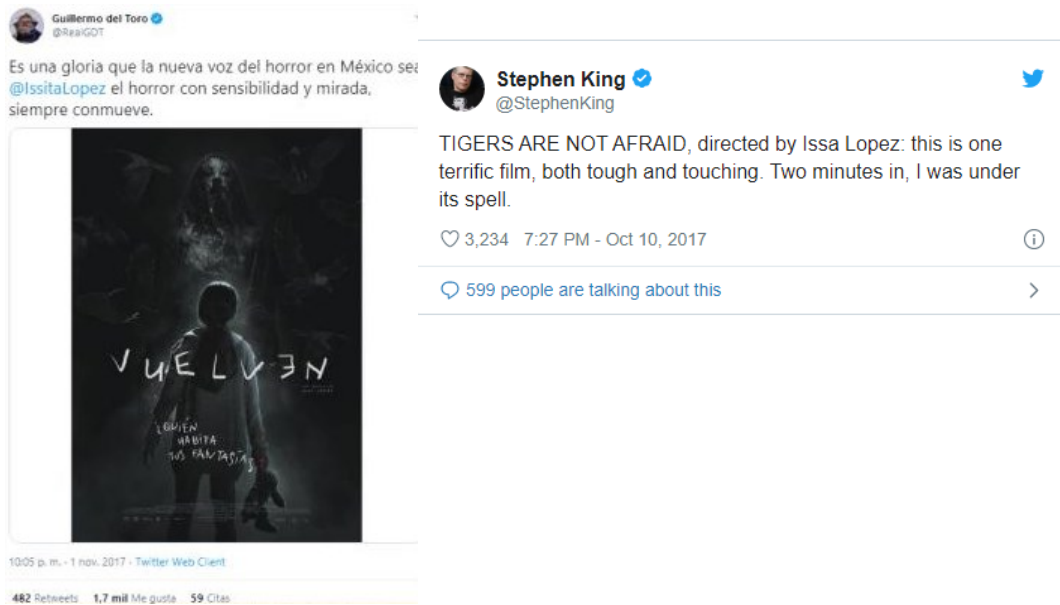 Guillermo del Toro
@RealGDT
Es una gloria que la nueva voz del horror en México sea
@IssitaLopez el horror con sensibilidad y mirada,
siempre conmueve.
VUELVEN
¿QUIÉN
HABITA
TUS FANTASÍAS
10:05 p. m. - 1 nov. 2017 - Twitter Web Client
482 Retweets 1,7 mil Me gusta 59 Citas
Stephen King
@StephenKing
TIGERS ARE NOT AFRAID, directed by Issa Lopez: this is one
terrific film, both tough and touching. Two minutes in, I was under
its spell.
3,234 7:27 PM - Oct 10, 2017
599 people are talking about this